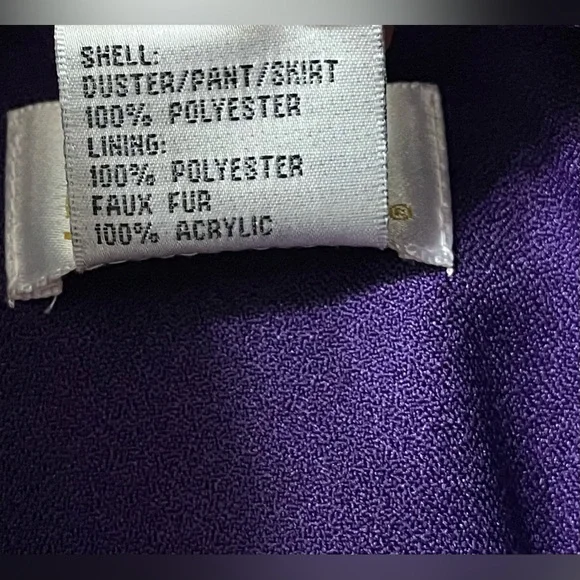 SHELL:
DUSTER/PANT/SKIRT
100% POLYESTER
LINING:
100% POLYESTER
FAUX FUR
100% ACRYLIC
®